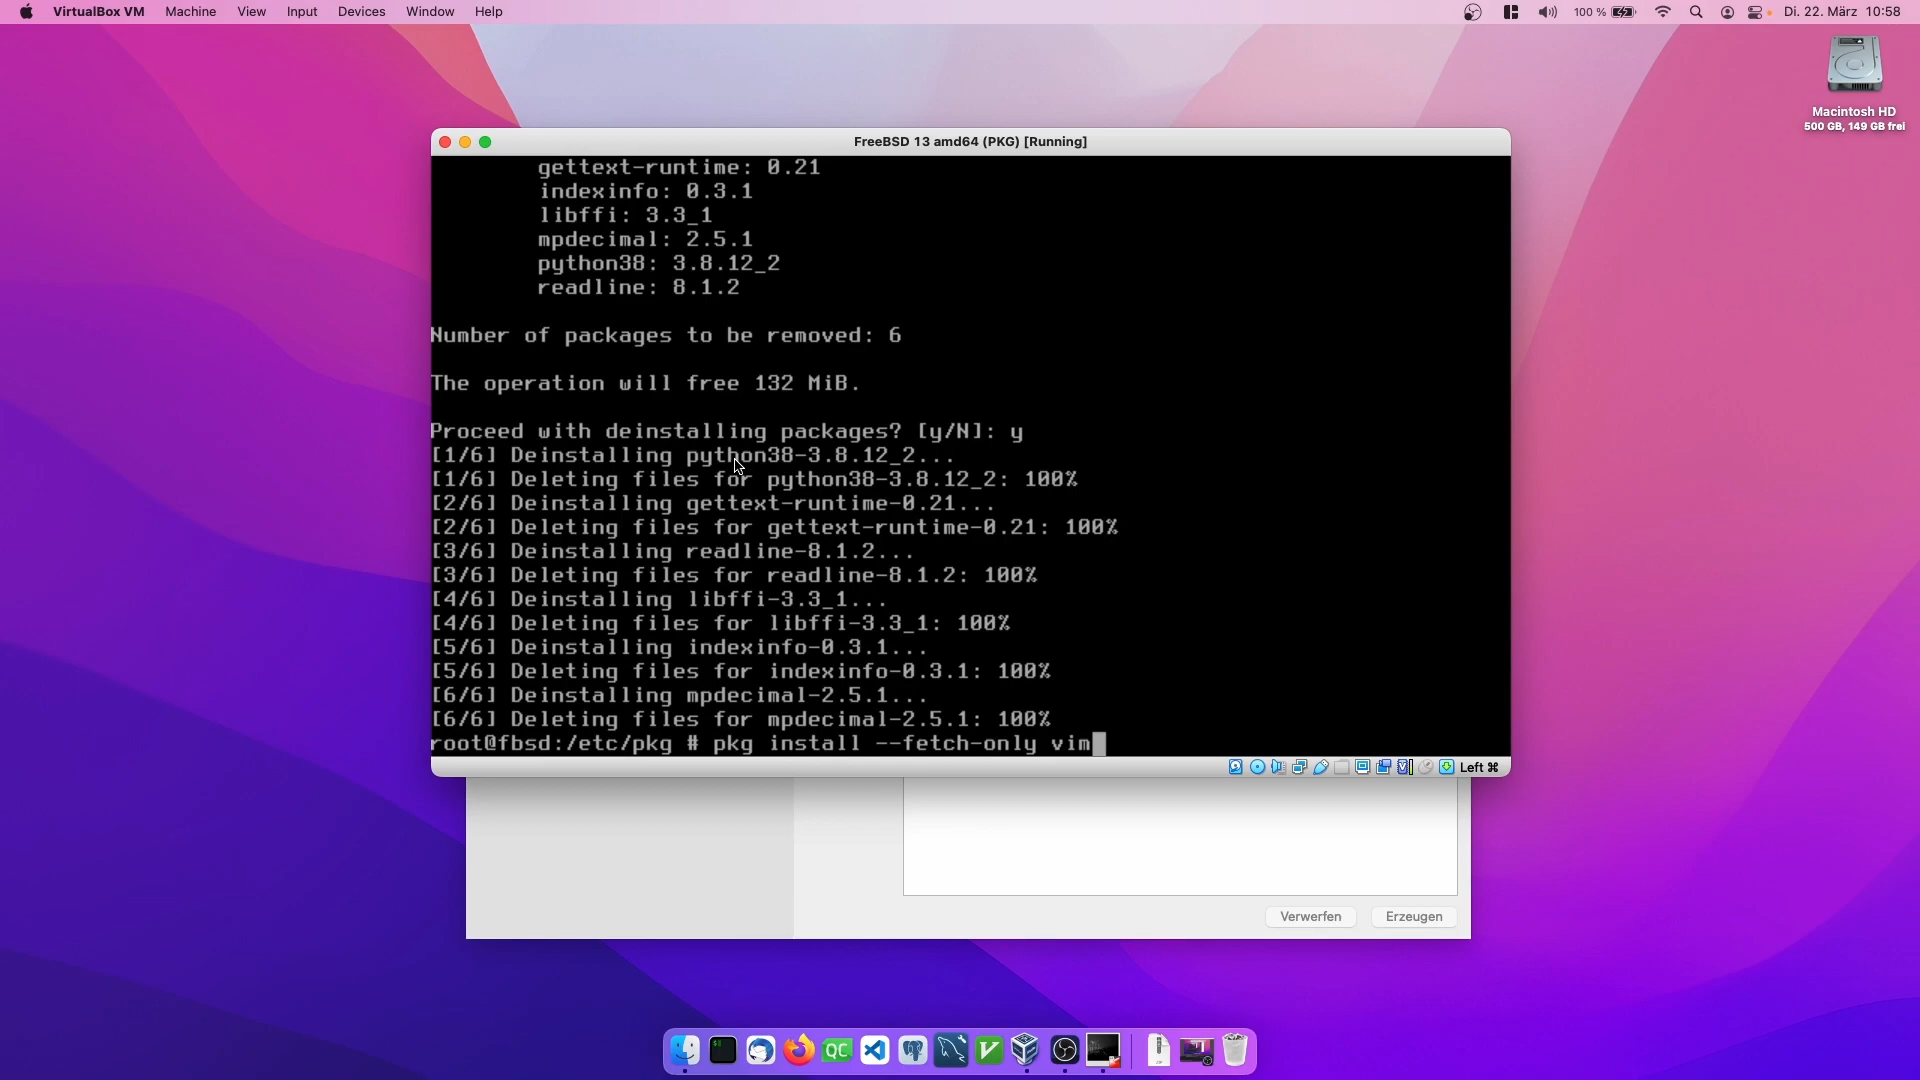 VirtualBox VM Machine View Input Devices Window Help 100 % Di. 22. März 10:58
Macintosh HD
500 GB, 149 GB frei
FreeBSD 13 amd64 (PKG) [Running]
gettext-runtime: 0.21
indexinfo: 0.3.1
libffi: 3.3_1
mpdecimal: 2.5.1
python38: 3.8.12_2
readline: 8.1.2
Number of packages to be removed: 6
The operation will free 132 MiB.
Proceed with deinstalling packages? [y/N]: y
[1/6] Deinstalling python38-3.8.12_2...
[1/6] Deleting files for python38-3.8.12_2: 100%
[2/6] Deinstalling gettext-runtime-0.21...
[2/6] Deleting files for gettext-runtime-0.21: 100%
[3/6] Deinstalling readline-8.1.2...
[3/6] Deleting files for readline-8.1.2: 100%
[4/6] Deinstalling libffi-3.3_1...
[4/6] Deleting files for libffi-3.3_1: 100%
[5/6] Deinstalling indexinfo-0.3.1...
[5/6] Deleting files for indexinfo-0.3.1: 100%
[6/6] Deinstalling mpdecimal-2.5.1...
[6/6] Deleting files for mpdecimal-2.5.1: 100%
root@fbsd:/etc/pkg # pkg install --fetch-only vim
Left ⌘
Verwerfen Erzeugen
QC